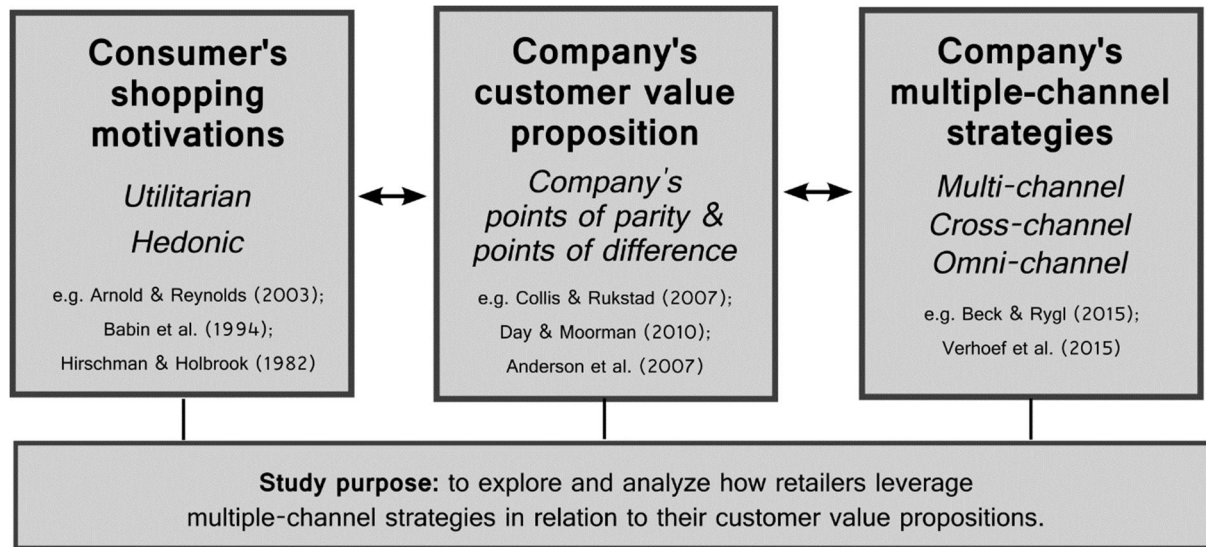 Consumer's
shopping
motivations
Utilitarian
Hedonic
e.g. Arnold & Reynolds (2003);
Babin et al. (1994);
Hirschman & Holbrook (1982)
Company's
customer value
proposition
Company's
points of parity &
points of difference
e.g. Collis & Rukstad (2007);
Day & Moorman (2010);
Anderson et al. (2007)
Company's
multiple-channel
strategies
Multi-channel
Cross-channel
Omni-channel
e.g. Beck & Rygl (2015);
Verhoef et al. (2015)
Study purpose: to explore and analyze how retailers leverage
multiple-channel strategies in relation to their customer value propositions.